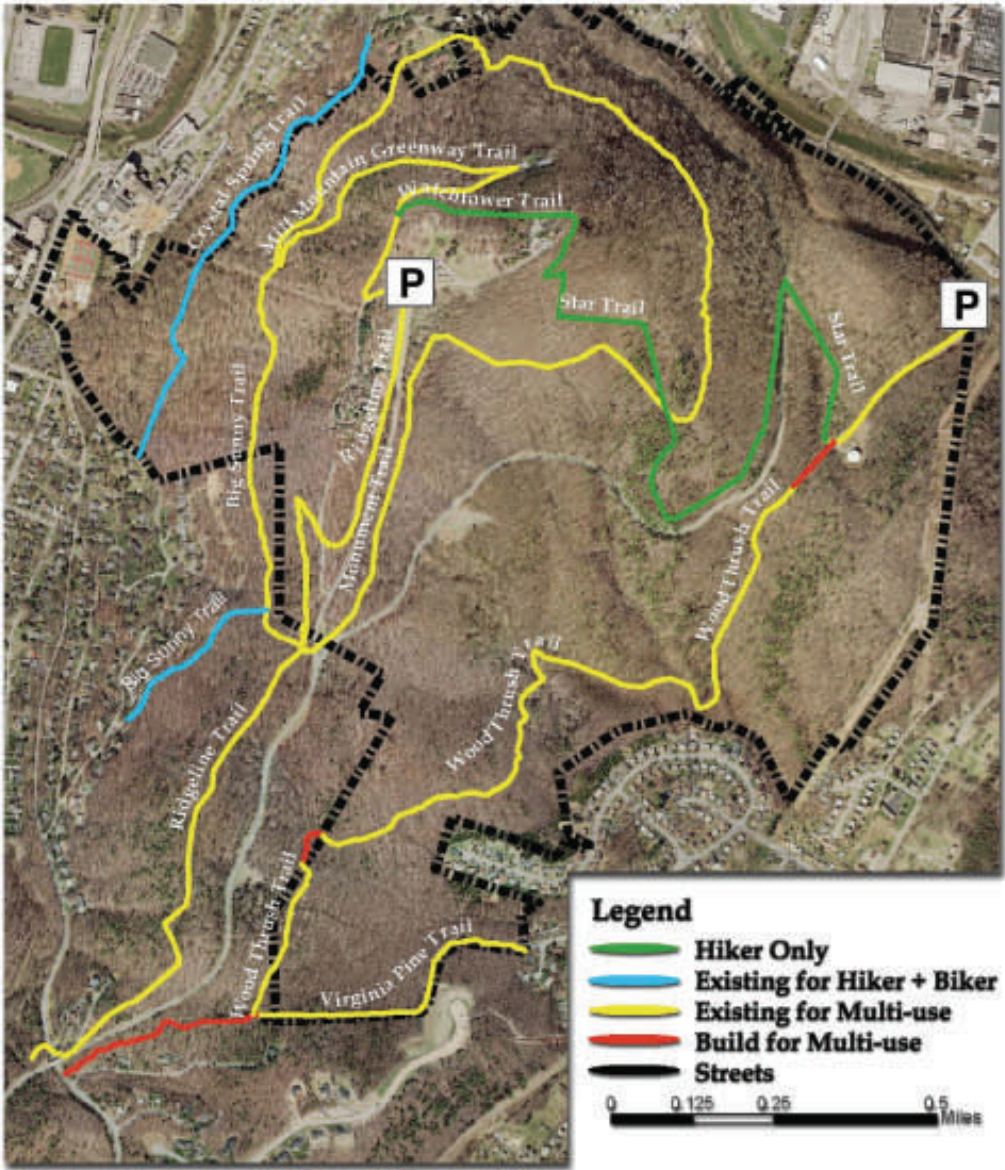 Crystal Spring Trail
Mill Mountain Greenway Trail
Watchtower Trail
P
P
Star Trail
Star Trail
Big Sunny Trail
Ridgeline Trail
Monument Trail
Wood Thrush Trail
Big Sunny Trail
Wood Thrush Trail
Ridgeline Trail
Wood Thrush Trail
Virginia Pine Trail
Legend
Hiker Only
Existing for Hiker + Biker
Existing for Multi-use
Build for Multi-use
Streets
0 0.125 0.25 0.5
Miles